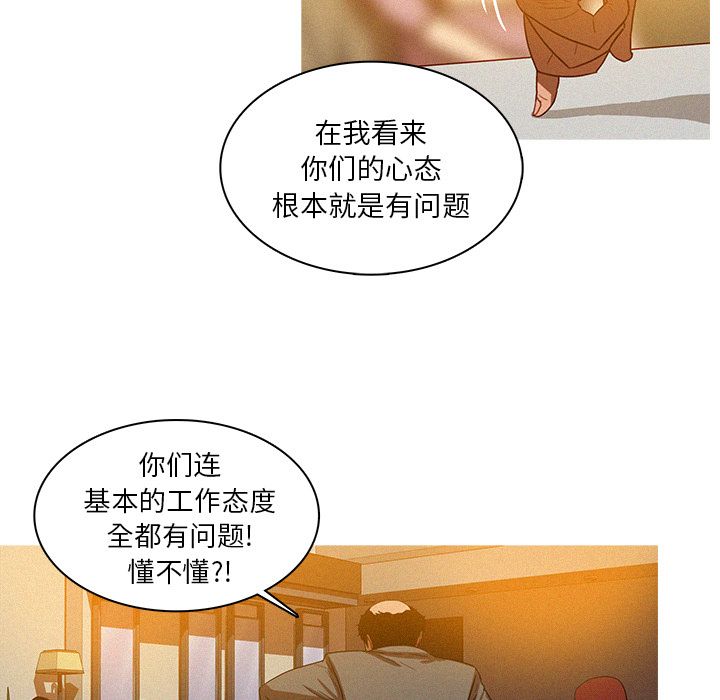 在我看来
你们的心态
根本就是有问题
你们连
基本的工作态度
全都有问题!
懂不懂?!